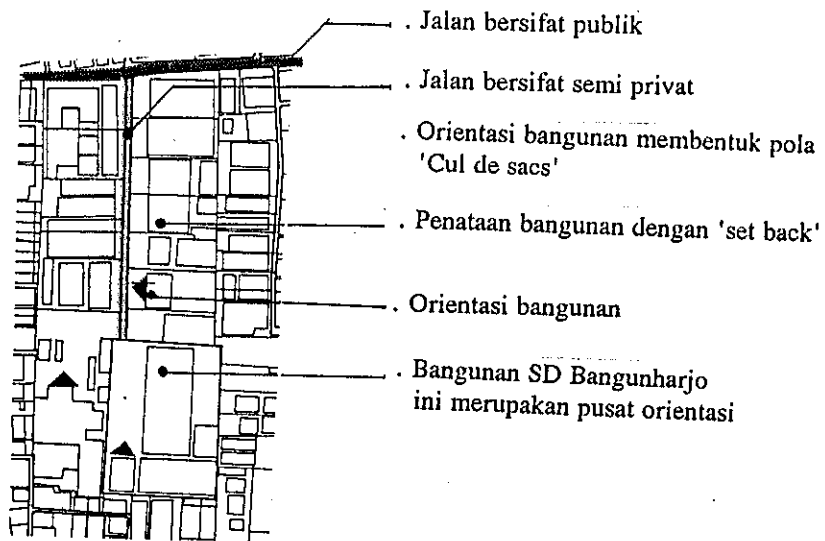 . Jalan bersifat publik
. Jalan bersifat semi privat
. Orientasi bangunan membentuk pola
'Cul de sacs'
. Penataan bangunan dengan 'set back'
. Orientasi bangunan
. Bangunan SD Bangunharjo
ini merupakan pusat orientasi